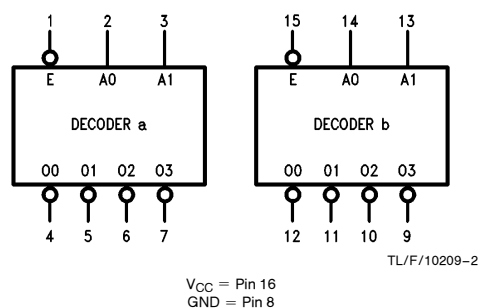 1 2 3 15 14 13
E A0 A1 E A0 A1
DECODER a DECODER b
O0 O1 O2 O3 O0 O1 O2 O3
4 5 6 7 12 11 10 9
TL/F/10209–2
VCC = Pin 16
GND = Pin 8